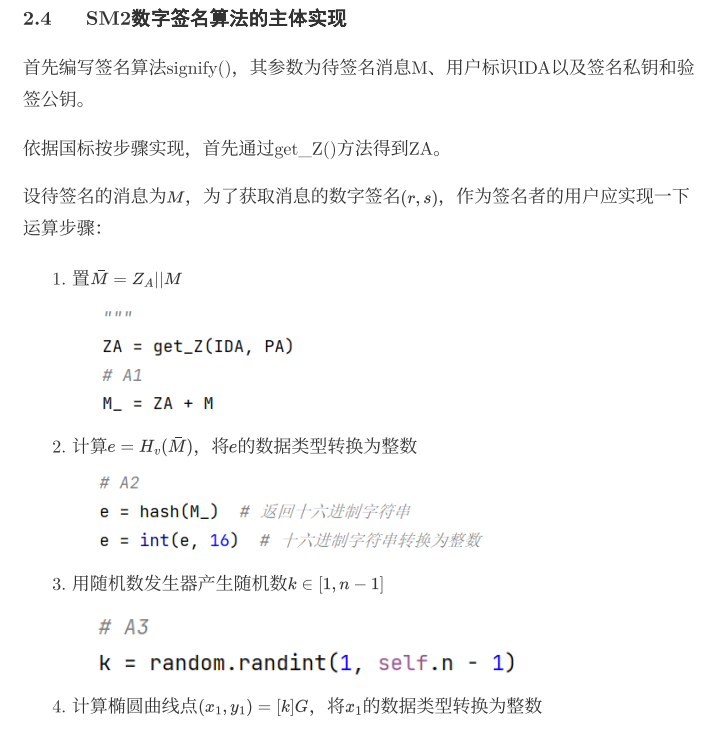 2.4 SM2数字签名算法的主体实现
首先编写签名算法signify()，其参数为待签名消息M、用户标识IDA以及签名私钥和验
签公钥。
依据国标按步骤实现，首先通过get_Z()方法得到ZA。
设待签名的消息为M，为了获取消息的数字签名(r, s)，作为签名者的用户应实现一下
运算步骤：
1. 置M̄ = Z_A||M
"""
ZA = get_Z(IDA, PA)
# A1
M_ = ZA + M
2. 计算e = H_v(M̄)，将e的数据类型转换为整数
# A2
e = hash(M_) # 返回十六进制字符串
e = int(e, 16) # 十六进制字符串转换为整数
3. 用随机数发生器产生随机数k ∈ [1, n − 1]
# A3
k = random.randint(1, self.n - 1)
4. 计算椭圆曲线点(x₁, y₁) = [k]G，将x₁的数据类型转换为整数